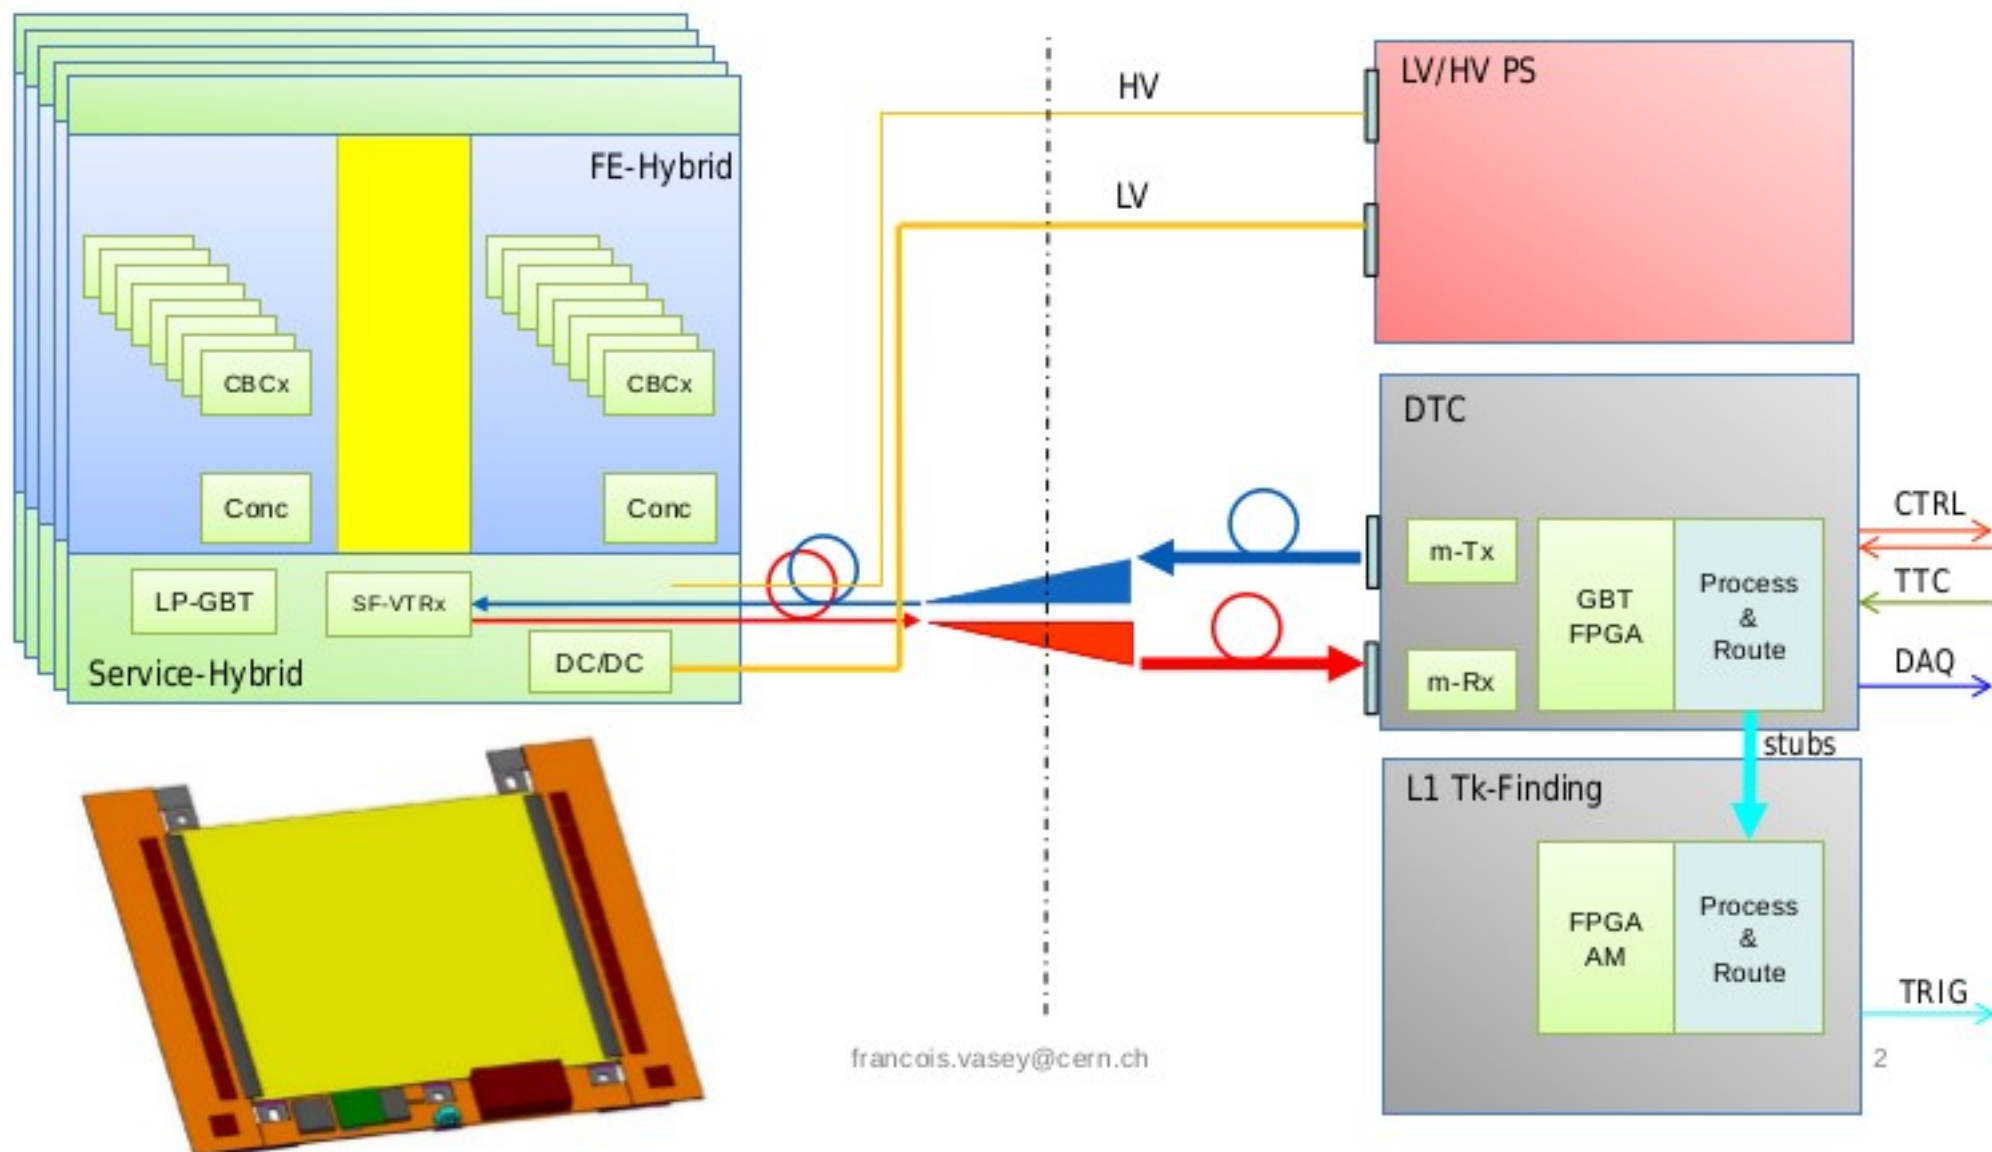 HV
LV/HV PS
FE-Hybrid
LV
CBCx
CBCx
DTC
Conc
Conc
CTRL
m-Tx
GBT
FPGA
Process
&
Route
TTC
LP-GBT
SF-VTRx
DC/DC
Service-Hybrid
m-Rx
DAQ
stubs
L1 Tk-Finding
FPGA
AM
Process
&
Route
TRIG
francois.vasey@cern.ch
2